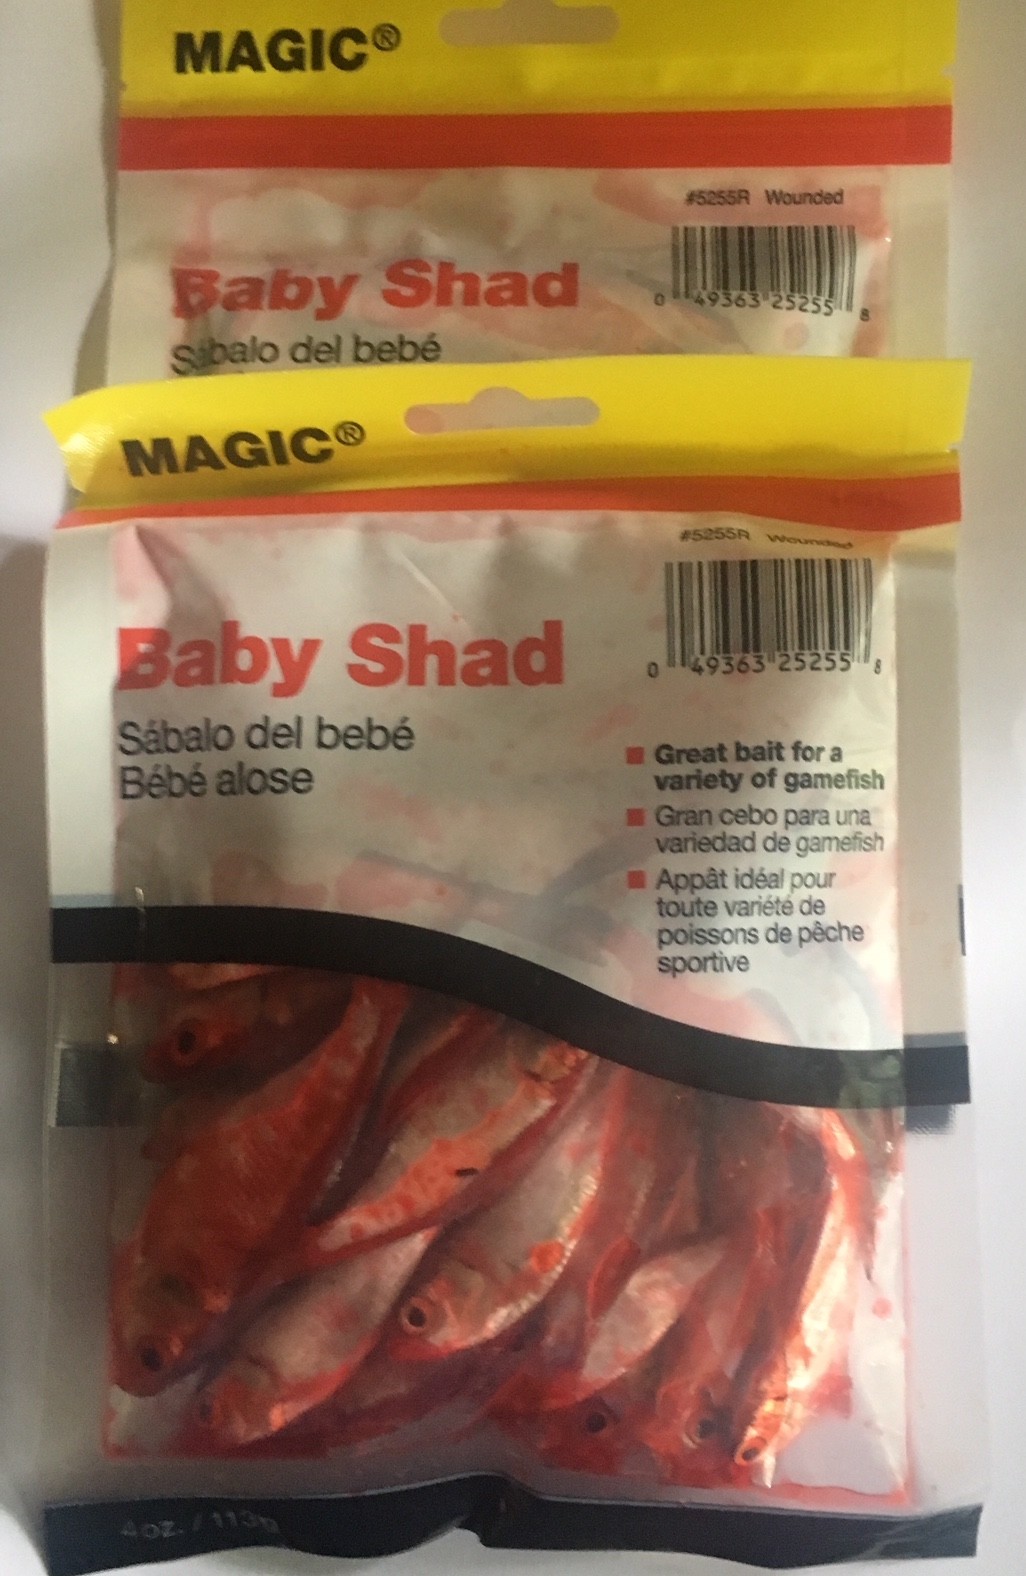 MAGIC®
#5255R Wounded
0 49363 25255 8
Baby Shad
Sábalo del bebé
MAGIC®
#5255R Wounded
0 49363 25255 8
Baby Shad
Sábalo del bebé
Bébé alose
Great bait for a
variety of gamefish
Gran cebo para una
variedad de gamefish
Appât idéal pour
toute variété de
poissons de pêche
sportive
4oz. / 113g